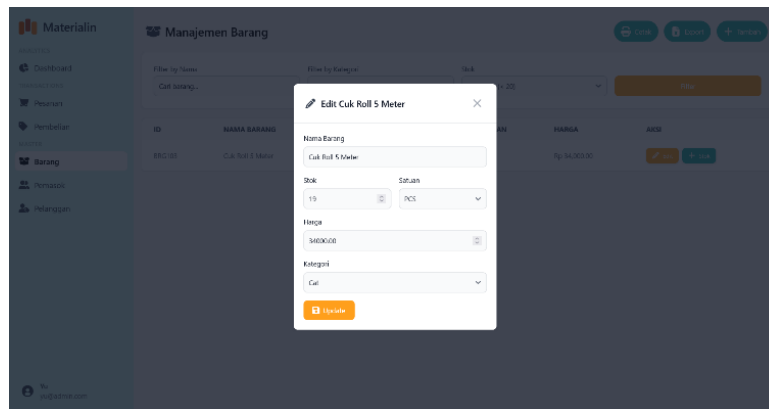 Materialin
Manajemen Barang
Cetak
Export
+ Tambah
Dashboard
Filter by Nama
Filter by Kategori
Stok
Cari barang...
Filter
Pesanan
Pembelian
Barang
Pemasok
Pelanggan
ID
NAMA BARANG
HARGA
AKSI
Cuk Roll 5 Meter
Rp 34.000,00
Edit Cuk Roll 5 Meter
Nama Barang
Cuk Roll 5 Meter
Stok
Satuan
19
PCS
Harga
34000.00
Kategori
Cat
Update